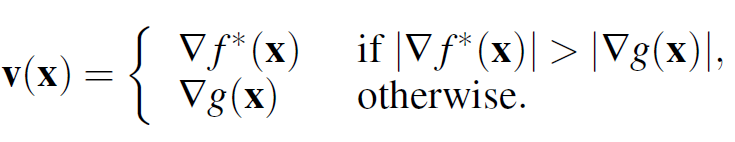 v(x) = { ∇f*(x) if |∇f*(x)| > |∇g(x)|,
∇g(x) otherwise.